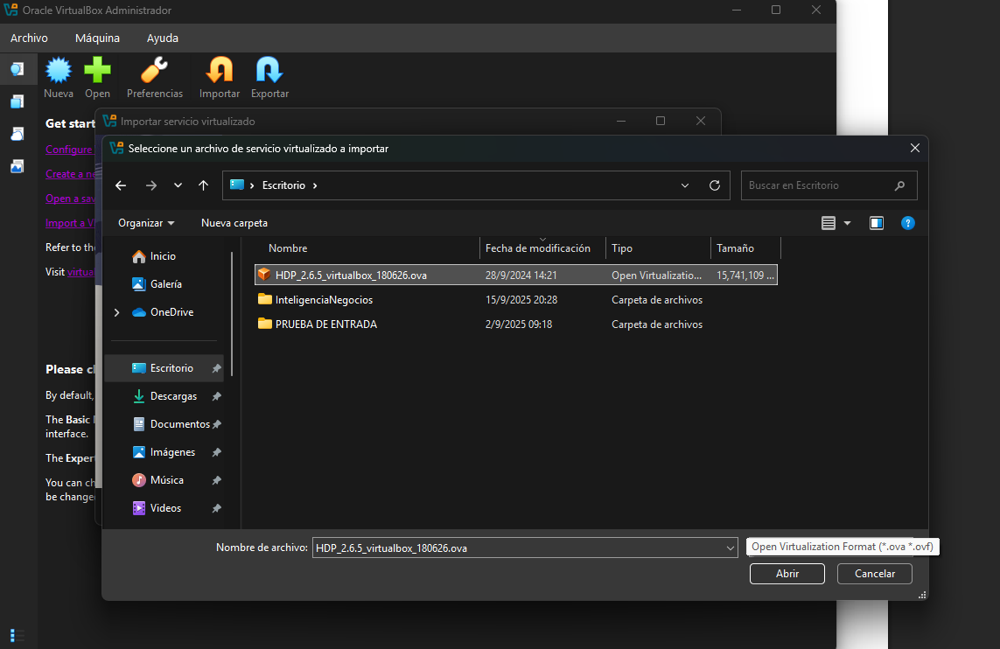 Oracle VirtualBox Administrador
Archivo Máquina Ayuda
Nueva Open Preferencias Importar Exportar
Get start
Importar servicio virtualizado
Configure
Create a ne
Open a sav
Import a V
Refer to the
Visit virtua
Please ch
By default,
The Basic
interface.
The Expert
You can ch
be change
Seleccione un archivo de servicio virtualizado a importar
Escritorio
Buscar en Escritorio
Organizar Nueva carpeta
Inicio
Galería
OneDrive
Escritorio
Descargas
Documentos
Imágenes
Música
Videos
Nombre Fecha de modificación Tipo Tamaño
HDP_2.6.5_virtualbox_180626.ova 28/9/2024 14:21 Open Virtualizatio... 15,741,109 ...
InteligenciaNegocios 15/9/2025 20:28 Carpeta de archivos
PRUEBA DE ENTRADA 2/9/2025 09:18 Carpeta de archivos
Nombre de archivo: HDP_2.6.5_virtualbox_180626.ova Open Virtualization Format (*.ova *.ovf)
Abrir Cancelar